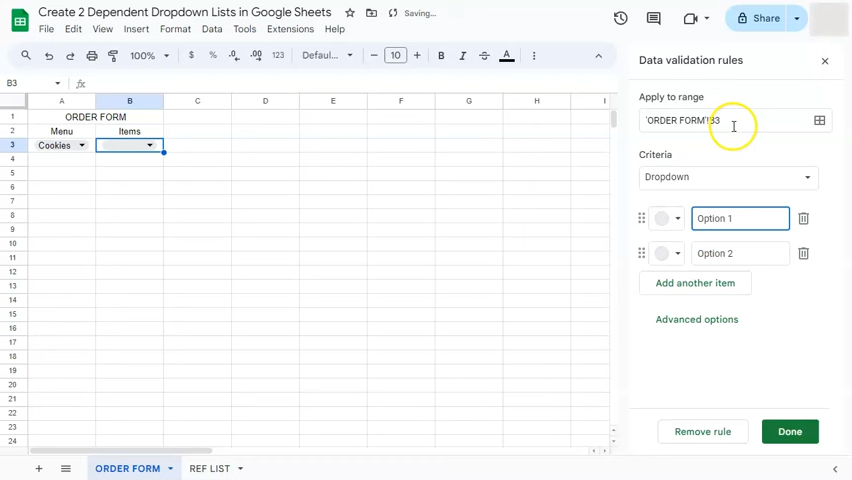 Create 2 Dependent Dropdown Lists in Google Sheets
Saving...
File Edit View Insert Format Data Tools Extensions Help
Share
100% $ % .0 .00 123 Defaul... 10 B I S A
B3 fx
Data validation rules
Apply to range
'ORDER FORM'!B3
Criteria
Dropdown
Option 1
Option 2
Add another item
Advanced options
Remove rule
Done
A B C D E F G H I
1 ORDER FORM
2 Menu Items
3 Cookies
4
5
6
7
8
9
10
11
12
13
14
15
16
17
18
19
20
21
22
23
24
ORDER FORM REF LIST